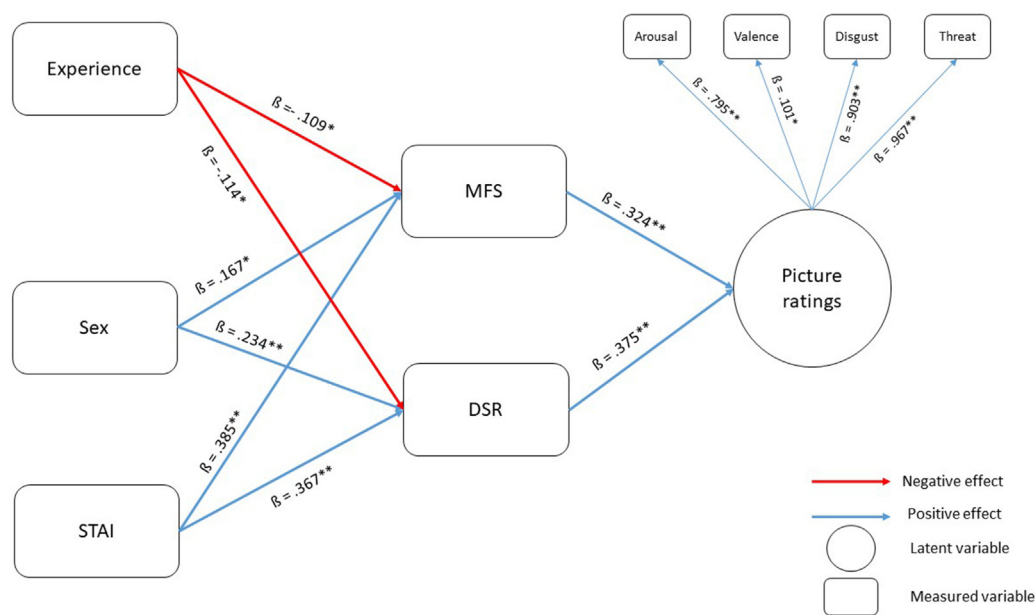 Arousal
Valence
Disgust
Threat
Experience
ß = .795**
ß = .101*
ß = .903**
ß = .967**
ß =- .109*
ß = -.114*
MFS
ß = .324**
Picture
ratings
ß = .167*
Sex
ß = .234**
ß = .375**
DSR
ß = .385**
ß = .367**
STAI
Negative effect
Positive effect
Latent variable
Measured variable